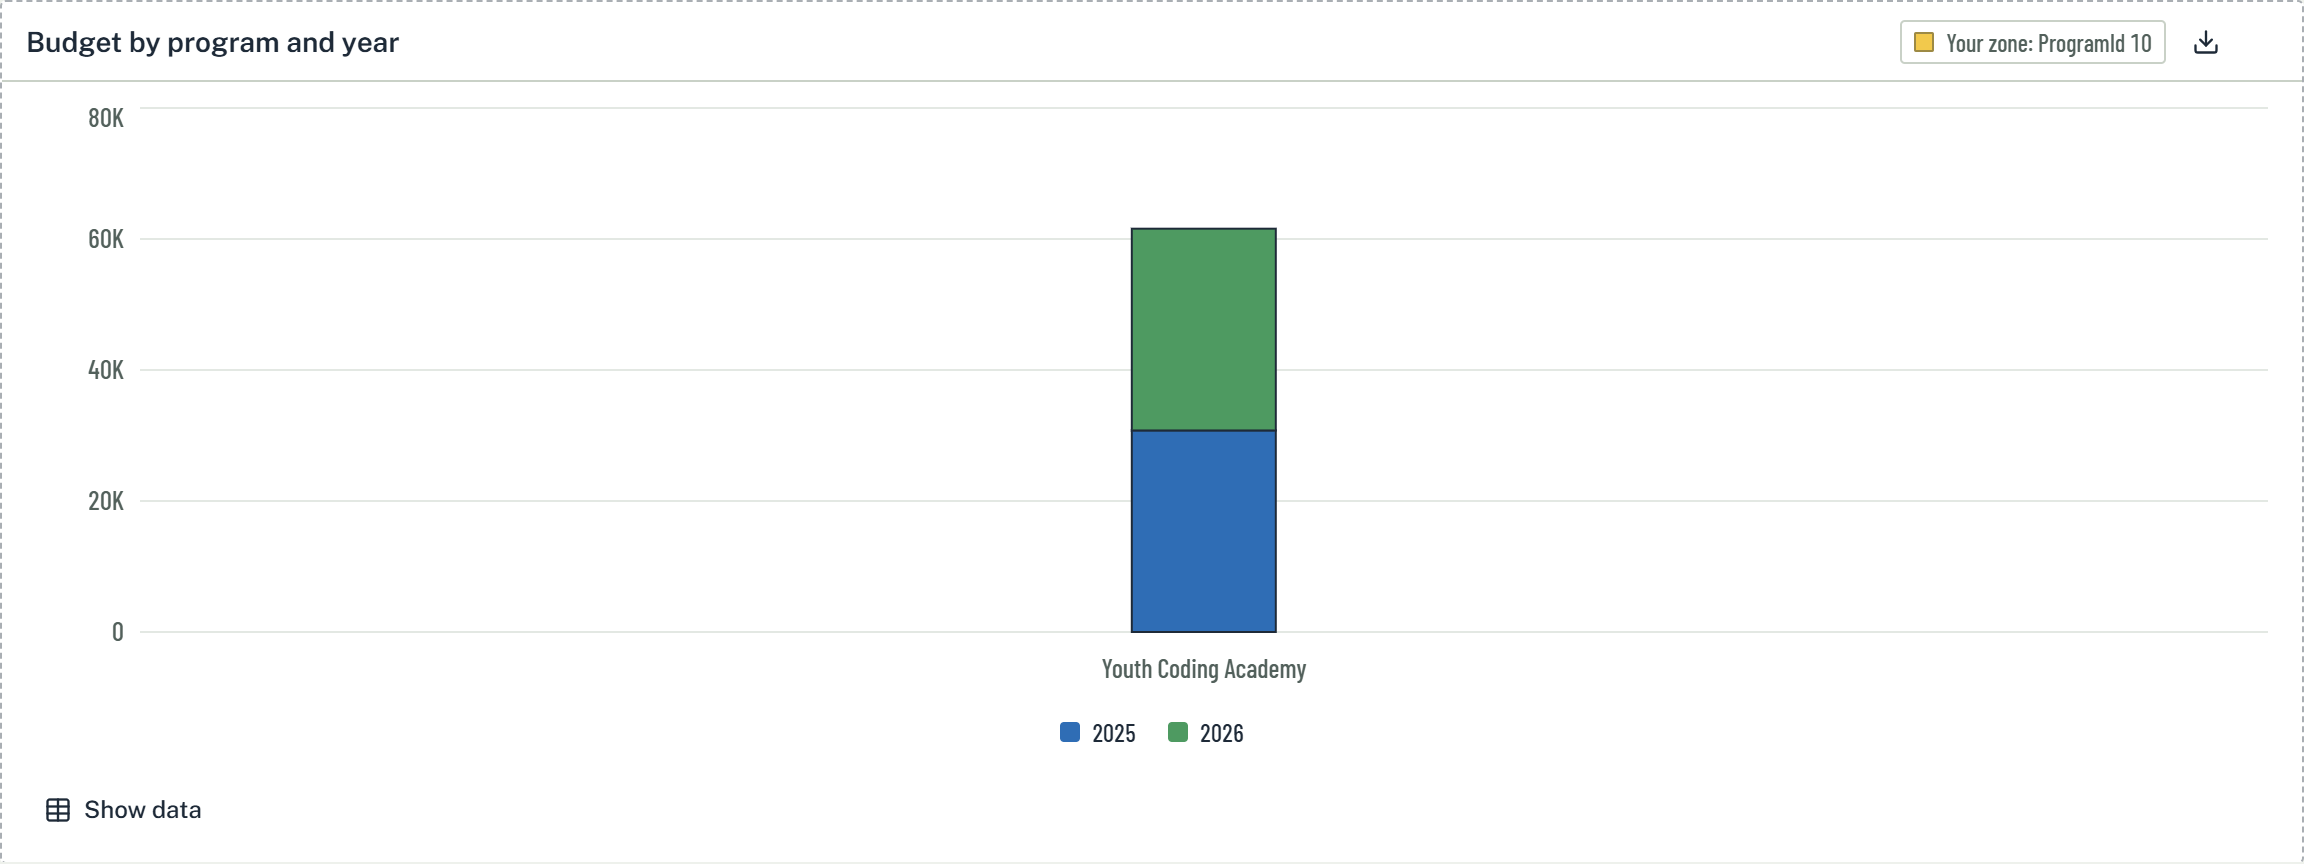 Budget by program and year
Your zone: ProgramId 10
80K
60K
40K
20K
0
Youth Coding Academy
2025 2026
Show data